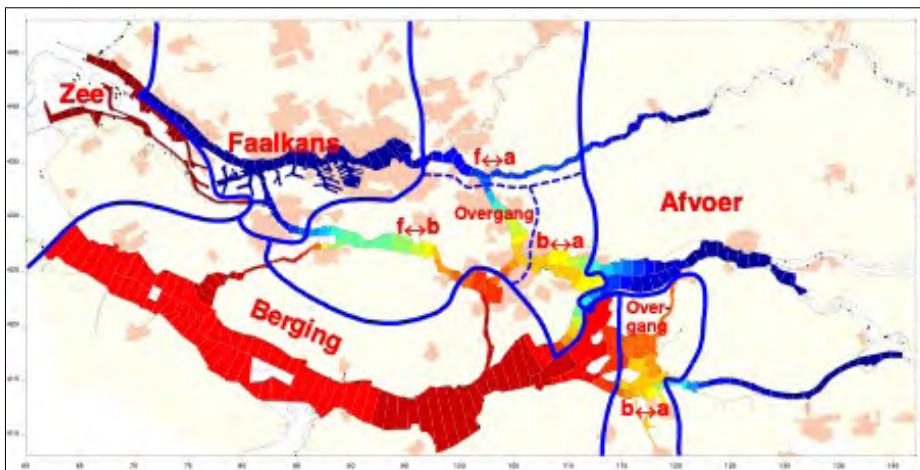 Zee
Faalkans
f↔a
Afvoer
Overgang
f↔b
b↔a
Berging
Over-
gang
b↔a